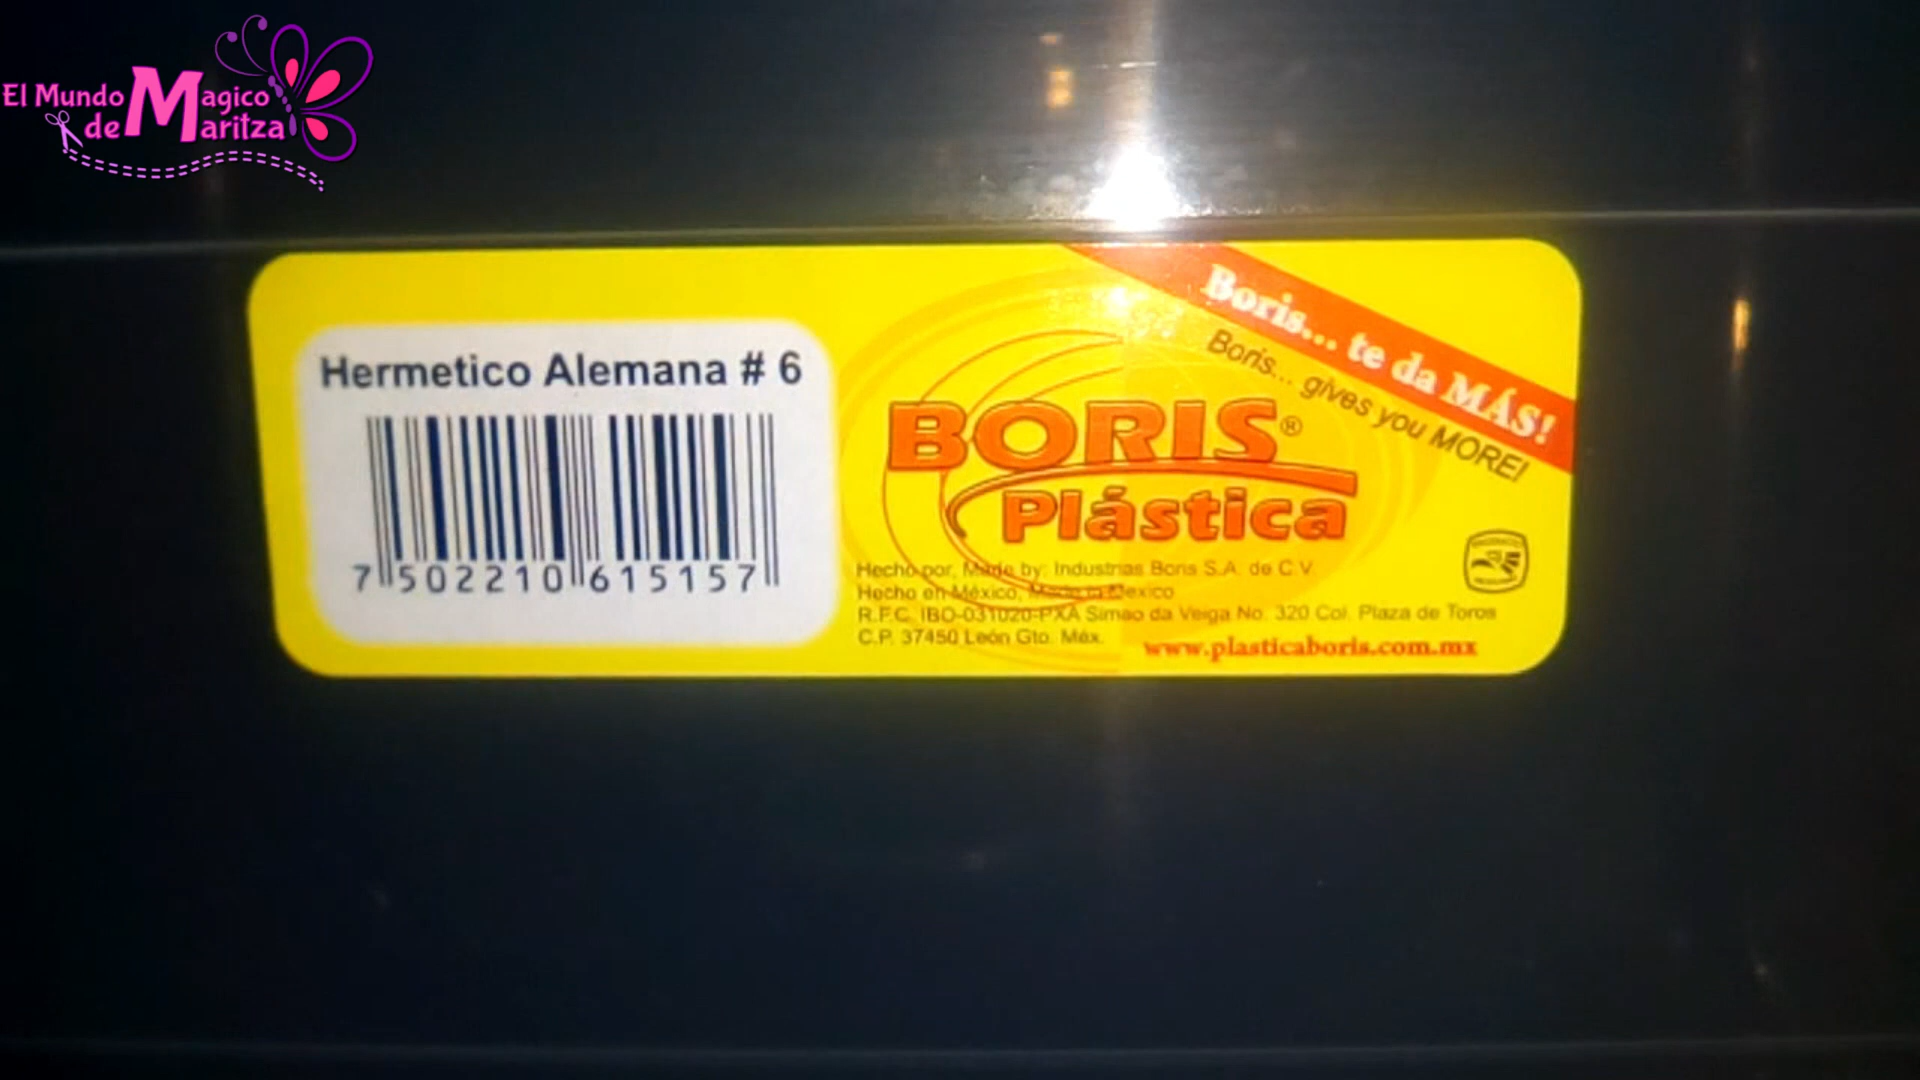 El Mundo Magico
de Maritza
Boris... te da MÁS!
Boris... gives you MORE!
Hermetico Alemana # 6
7 502210 615157
BORIS®
Plástica
Hecho por, Made by: Industrias Boris S.A. de C.V.
Hecho en México, Made in Mexico
R.F.C. IBO-031020-PXA Simao da Veiga No. 320 Col. Plaza de Toros
C.P. 37450 León Gto. Méx.
www.plasticaboris.com.mx